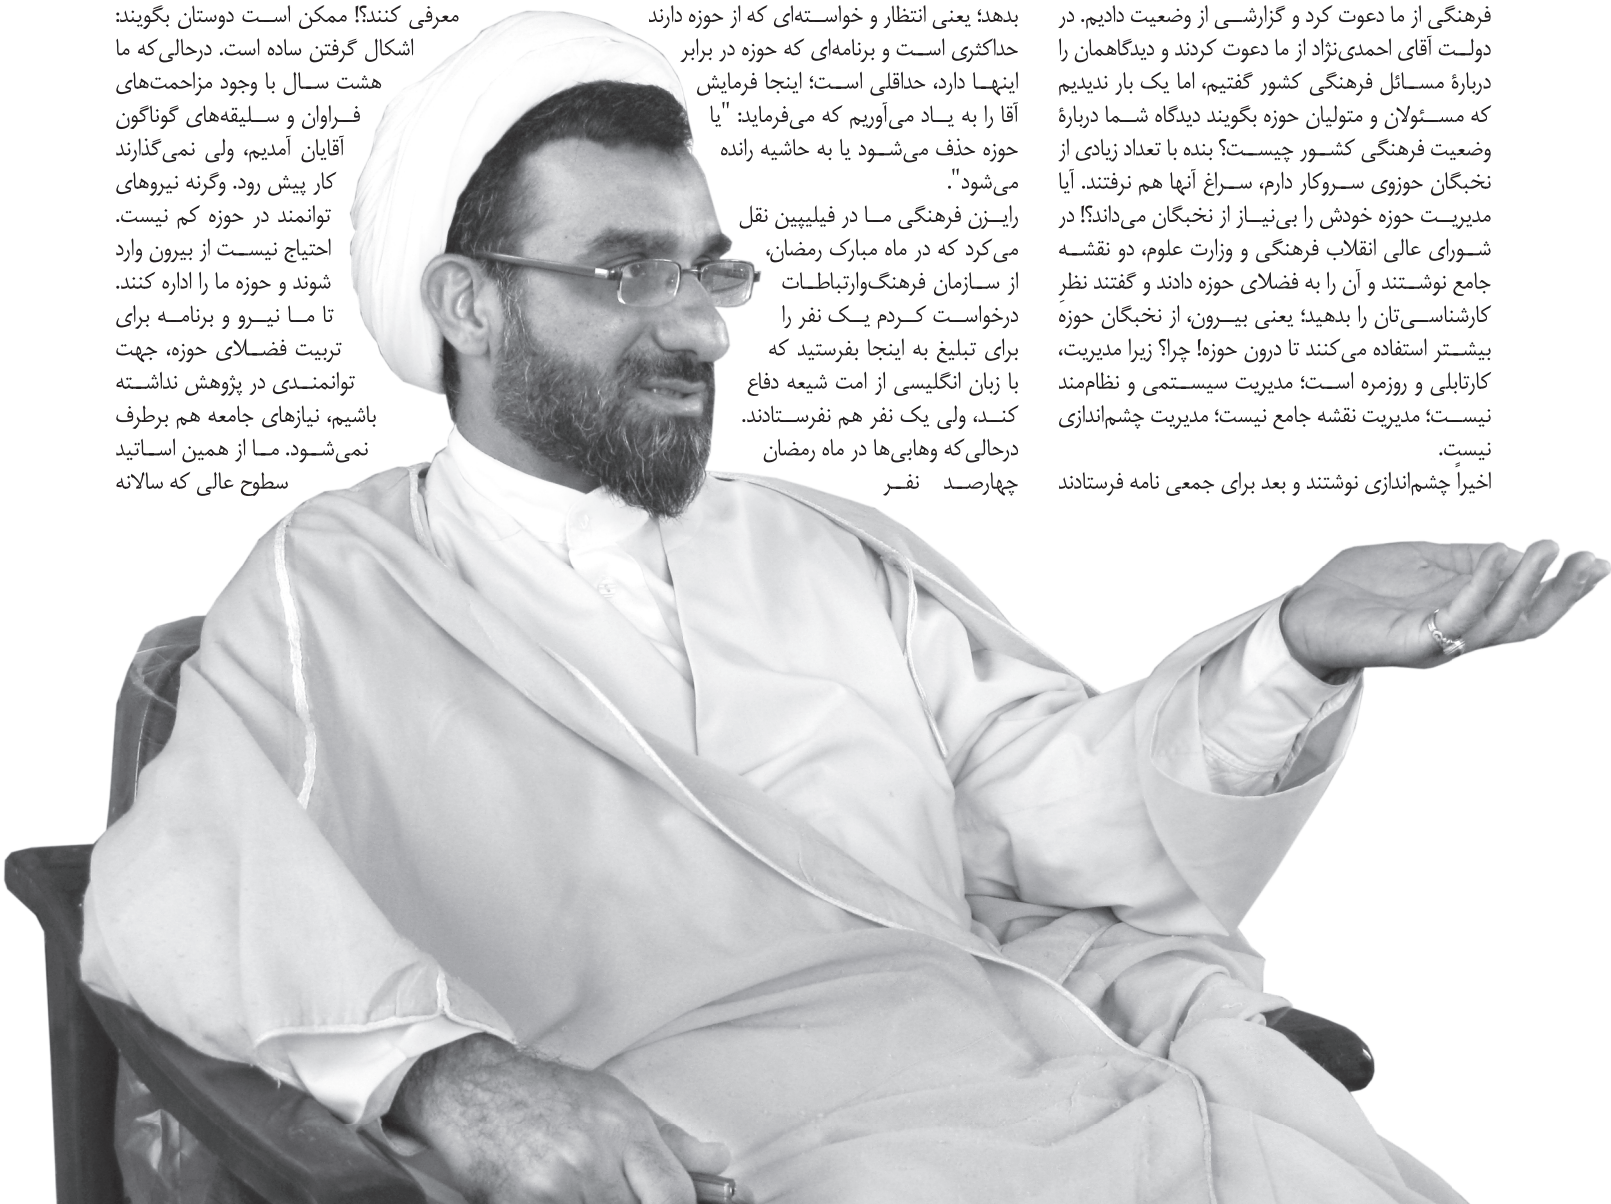 فرهنگی از ما دعوت کرد و گزارشی از وضعیت دادیم. در
دولت آقای احمدی‌نژاد از ما دعوت کردند و دیدگاهمان را
دربارهٔ مسائل فرهنگی کشور گفتیم، اما یک بار ندیدیم
که مسئولان و متولیان حوزه بگویند دیدگاه شما دربارهٔ
وضعیت فرهنگی کشور چیست؟ بنده با تعداد زیادی از
نخبگان حوزوی سروکار دارم، سراغ آنها هم نرفتند. آیا
مدیریت حوزه خودش را بی‌نیاز از نخبگان می‌داند؟! در
شورای عالی انقلاب فرهنگی و وزارت علوم، دو نقشه
جامع نوشتند و آن را به فضلای حوزه دادند و گفتند نظرِ
کارشناسی‌تان را بدهید؛ یعنی بیرون، از نخبگان حوزه
بیشتر استفاده می‌کنند تا درون حوزه! چرا؟ زیرا مدیریت،
کارتابلی و روزمره است؛ مدیریت سیستمی و نظام‌مند
نیست؛ مدیریت نقشه جامع نیست؛ مدیریت چشم‌اندازی
نیست.
اخیراً چشم‌اندازی نوشتند و بعد برای جمعی نامه فرستادند
بدهد؛ یعنی انتظار و خواسته‌ای که از حوزه دارند
حداکثری است و برنامه‌ای که حوزه در برابر
اینها دارد، حداقلی است؛ اینجا فرمایش
آقا را به یاد می‌آوریم که می‌فرماید: "یا
حوزه حذف می‌شود یا به حاشیه رانده
می‌شود".
رایزن فرهنگی ما در فیلیپین نقل
می‌کرد که در ماه مبارک رمضان،
از سازمان فرهنگ‌وارتباطات
درخواست کردم یک نفر را
برای تبلیغ به اینجا بفرستید که
با زبان انگلیسی از امت شیعه دفاع
کند، ولی یک نفر هم نفرستادند.
درحالی‌که وهابی‌ها در ماه رمضان
چهارصد نفر
معرفی کنند؟! ممکن است دوستان بگویند:
اشکال گرفتن ساده است. درحالی‌که ما
هشت سال با وجود مزاحمت‌های
فراوان و سلیقه‌های گوناگون
آقایان آمدیم، ولی نمی‌گذارند
کار پیش رود. وگرنه نیروهای
توانمند در حوزه کم نیست.
احتیاج نیست از بیرون وارد
شوند و حوزه ما را اداره کنند.
تا ما نیرو و برنامه برای
تربیت فضلای حوزه، جهت
توانمندی در پژوهش نداشته
باشیم، نیازهای جامعه هم برطرف
نمی‌شود. ما از همین اساتید
سطوح عالی که سالانه